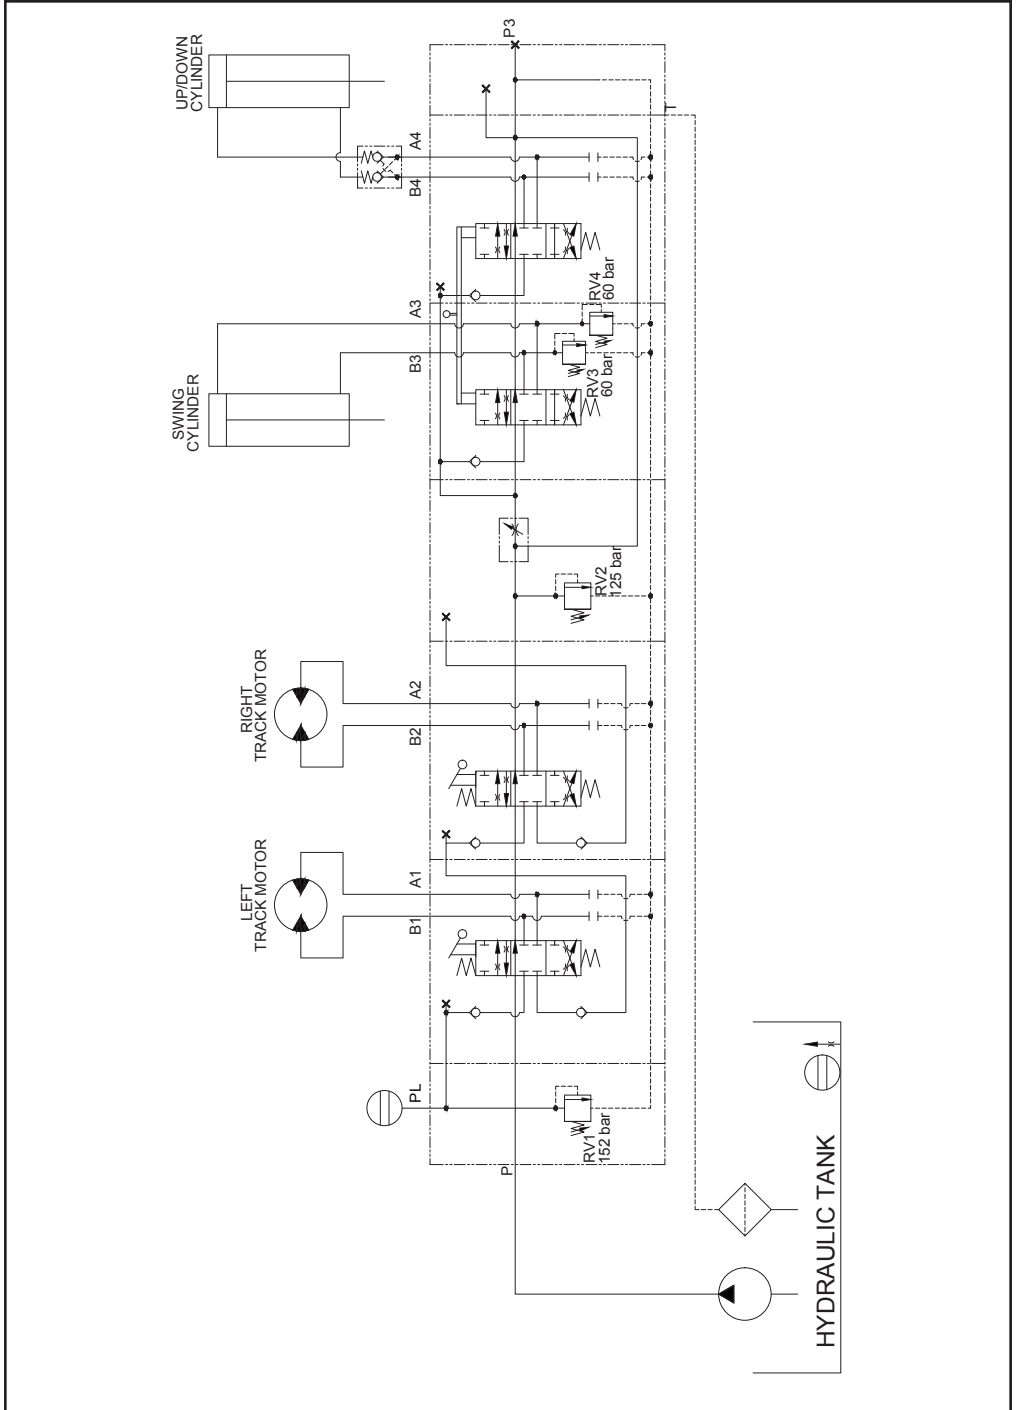 P3
UP/DOWN
CYLINDER
T
A4
B4
RV4
60 bar
A3
B3
RV3
60 bar
SWING
CYLINDER
RV2
125 bar
RIGHT
TRACK MOTOR
A2
B2
LEFT
TRACK MOTOR
A1
B1
PL
RV1
152 bar
P
HYDRAULIC TANK